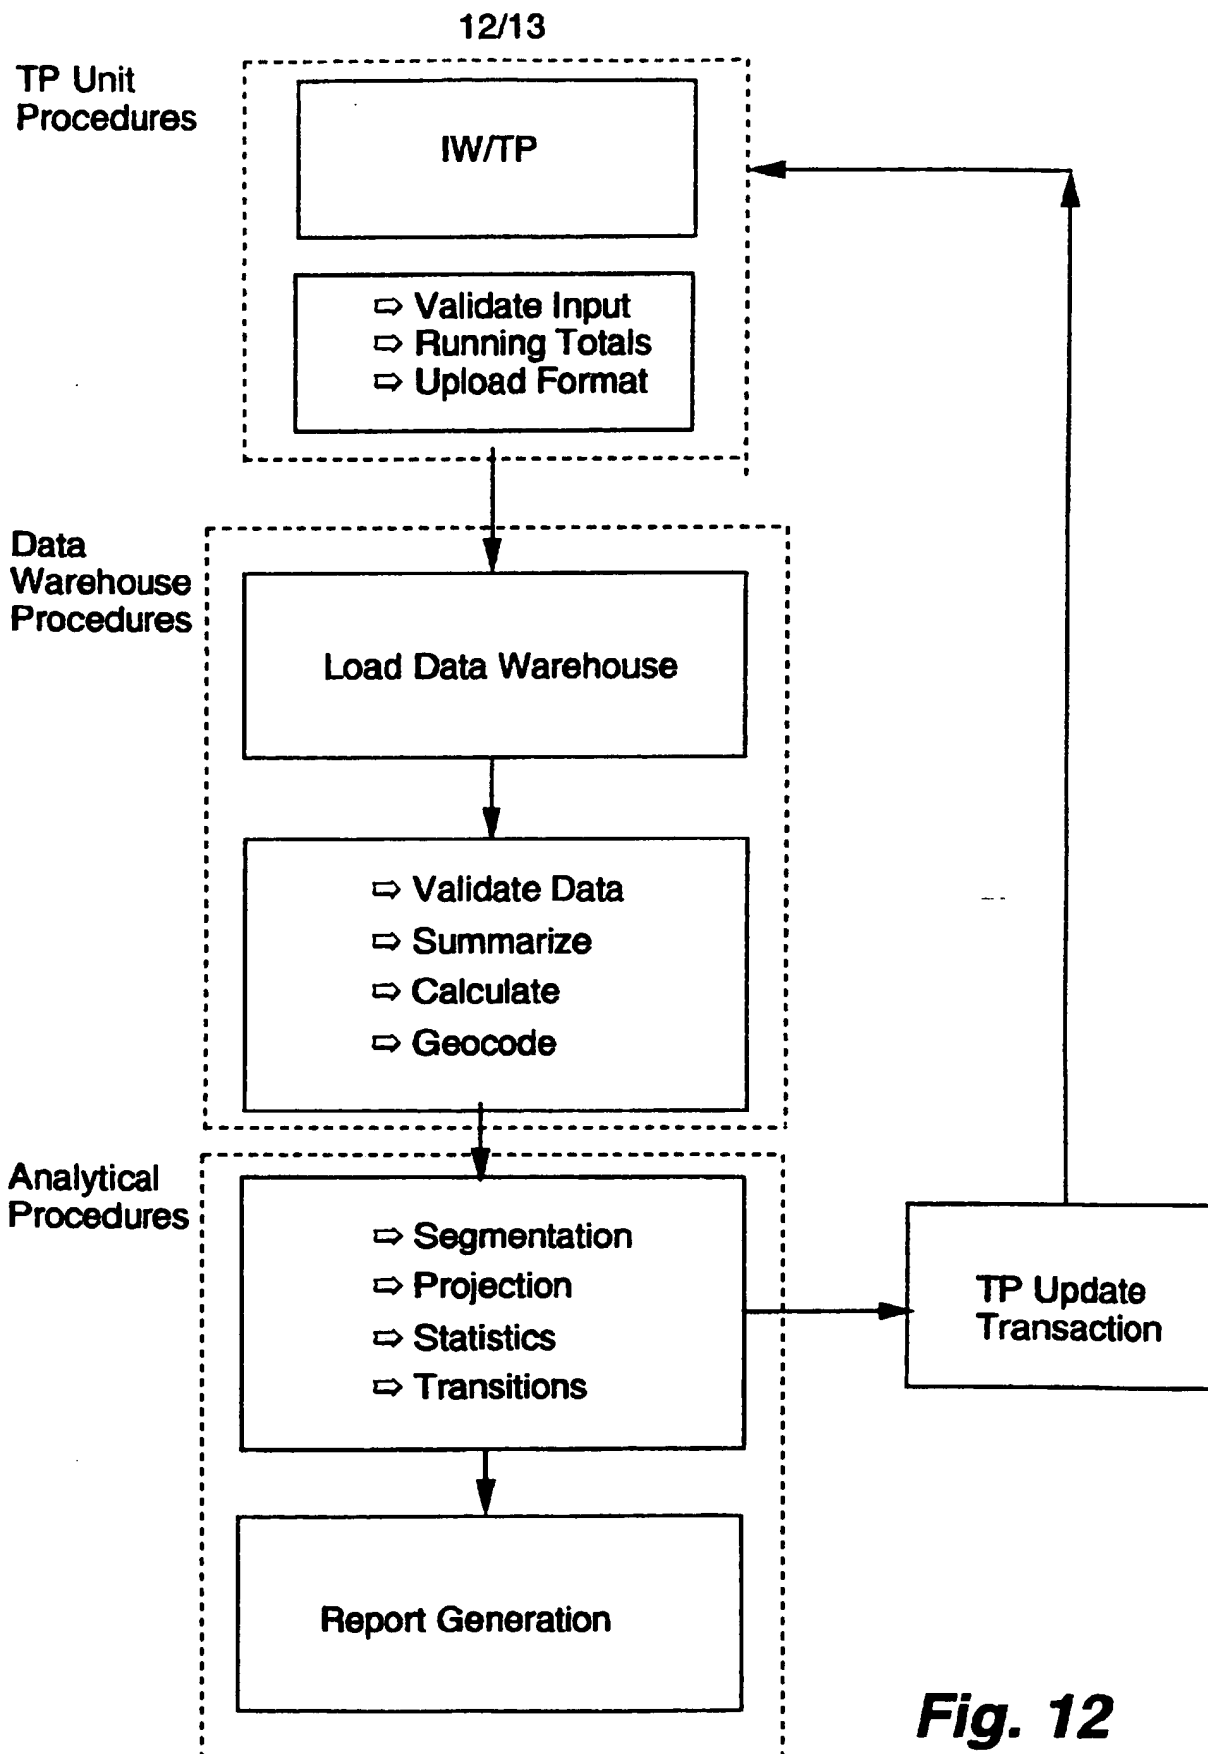 12/13
TP Unit
Procedures
IW/TP
⇨ Validate Input
⇨ Running Totals
⇨ Upload Format
Data
Warehouse
Procedures
Load Data Warehouse
⇨ Validate Data
⇨ Summarize
⇨ Calculate
⇨ Geocode
Analytical
Procedures
⇨ Segmentation
⇨ Projection
⇨ Statistics
⇨ Transitions
TP Update
Transaction
Report Generation
Fig. 12